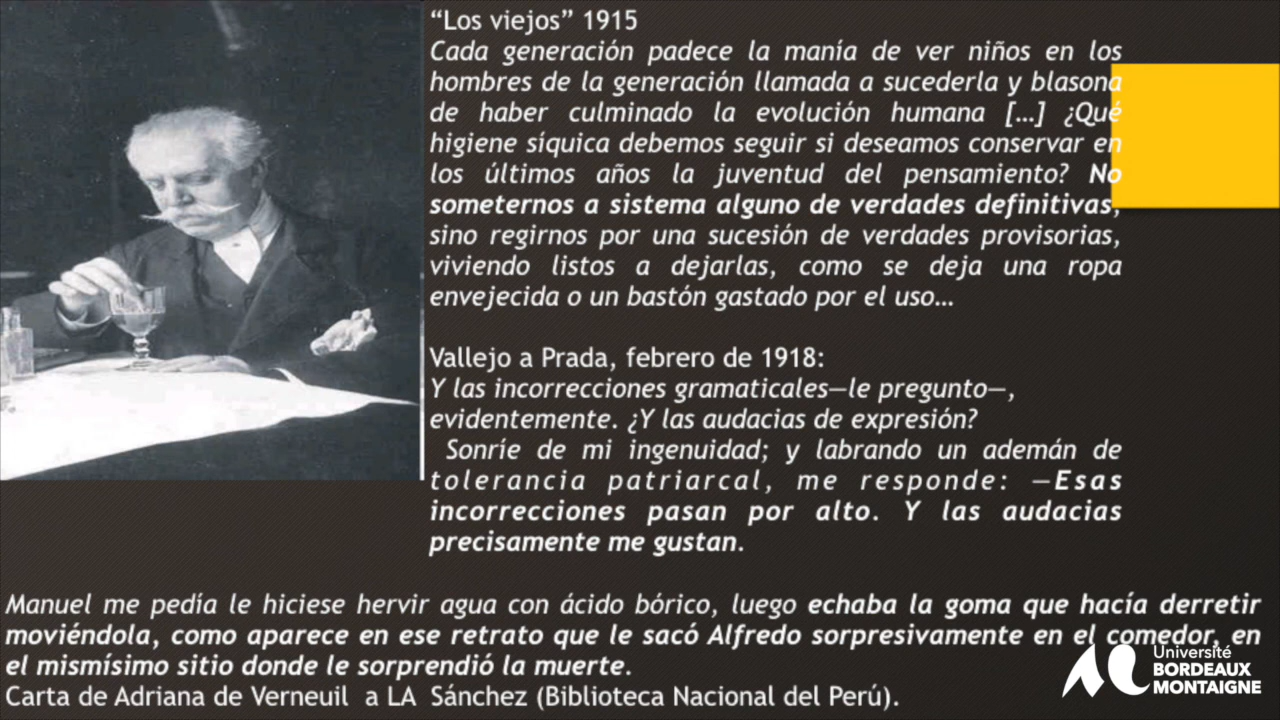 “Los viejos” 1915
Cada generación padece la manía de ver niños en los
hombres de la generación llamada a sucederla y blasona
de haber culminado la evolución humana […] ¿Qué
higiene síquica debemos seguir si deseamos conservar en
los últimos años la juventud del pensamiento? No
someternos a sistema alguno de verdades definitivas,
sino regirnos por una sucesión de verdades provisorias,
viviendo listos a dejarlas, como se deja una ropa
envejecida o un bastón gastado por el uso…
Vallejo a Prada, febrero de 1918:
Y las incorrecciones gramaticales—le pregunto—,
evidentemente. ¿Y las audacias de expresión?
Sonríe de mi ingenuidad; y labrando un ademán de
tolerancia patriarcal, me responde: —Esas
incorrecciones pasan por alto. Y las audacias
precisamente me gustan.
Manuel me pedía le hiciese hervir agua con ácido bórico, luego echaba la goma que hacía derretir
moviéndola, como aparece en ese retrato que le sacó Alfredo sorpresivamente en el comedor, en
el mismísimo sitio donde le sorprendió la muerte.
Carta de Adriana de Verneuil a LA Sánchez (Biblioteca Nacional del Perú).
Université
BORDEAUX
MONTAIGNE